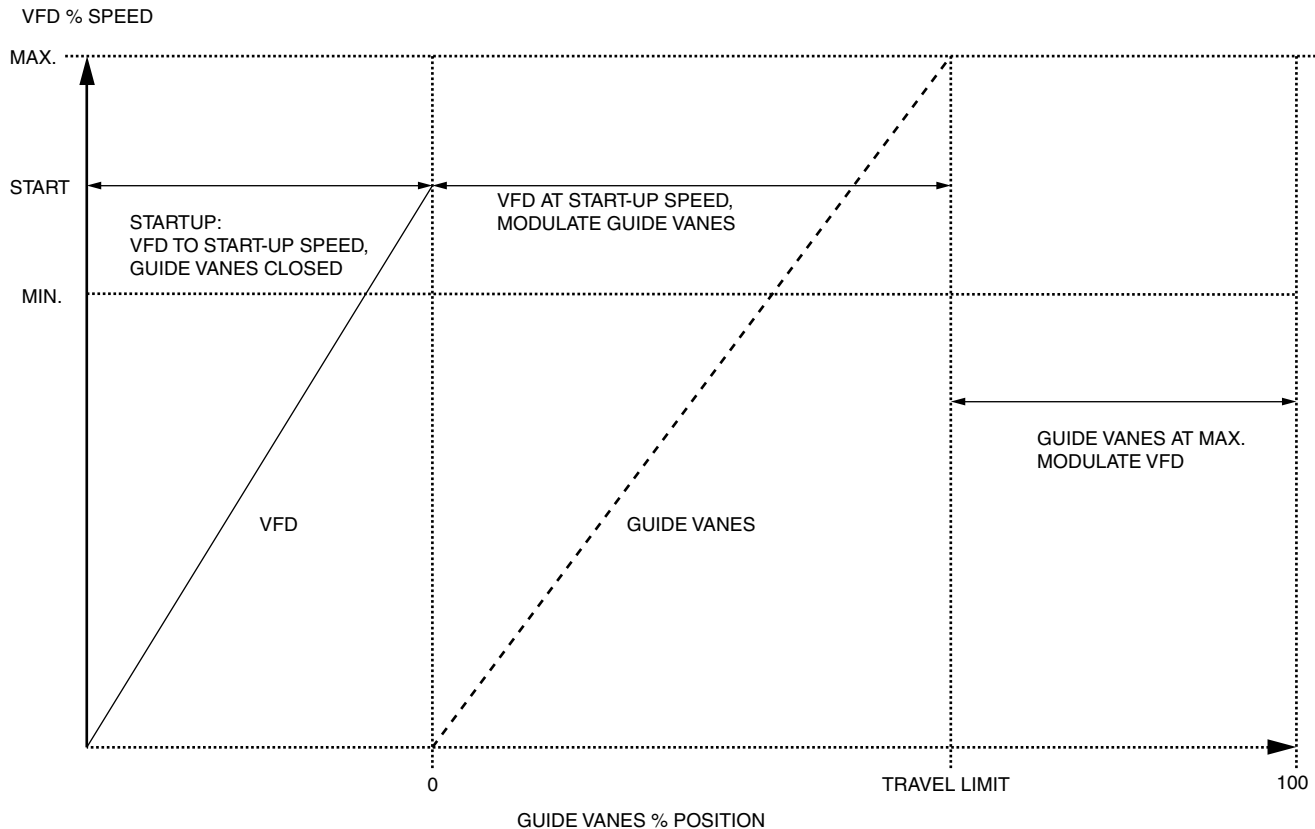 VFD % SPEED
MAX.
START
STARTUP:
VFD TO START-UP SPEED,
GUIDE VANES CLOSED
VFD AT START-UP SPEED,
MODULATE GUIDE VANES
MIN.
GUIDE VANES AT MAX.
MODULATE VFD
VFD
GUIDE VANES
0
TRAVEL LIMIT
100
GUIDE VANES % POSITION